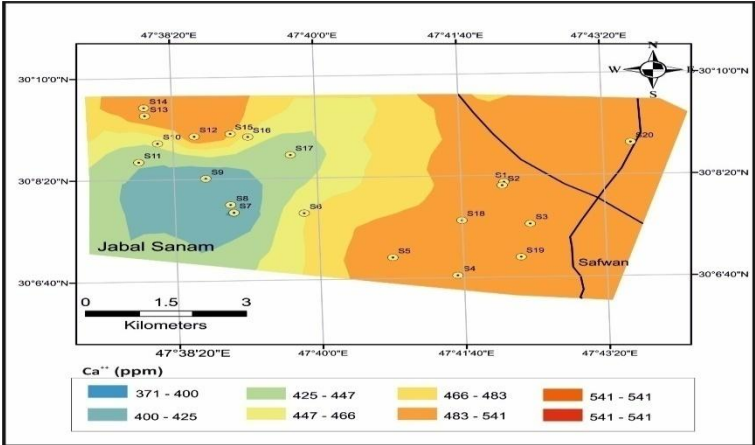 47°38'20"E 47°40'0"E 47°41'40"E 47°43'20"E
N
W E
S
30°10'0"N 30°10'0"N
S14
S13
S12 S15 S16
S10
S11 S17
S20
30°8'20"N 30°8'20"N
S9
S1
S2
S8
S7 S6
S18 S3
Jabal Sanam
S5 S19
Safwan
S4
30°6'40"N 30°6'40"N
0 1.5 3
Kilometers
47°38'20"E 47°40'0"E 47°41'40"E 47°43'20"E
Ca⁺⁺ (ppm)
371 - 400 425 - 447 466 - 483 541 - 541
400 - 425 447 - 466 483 - 541 541 - 541